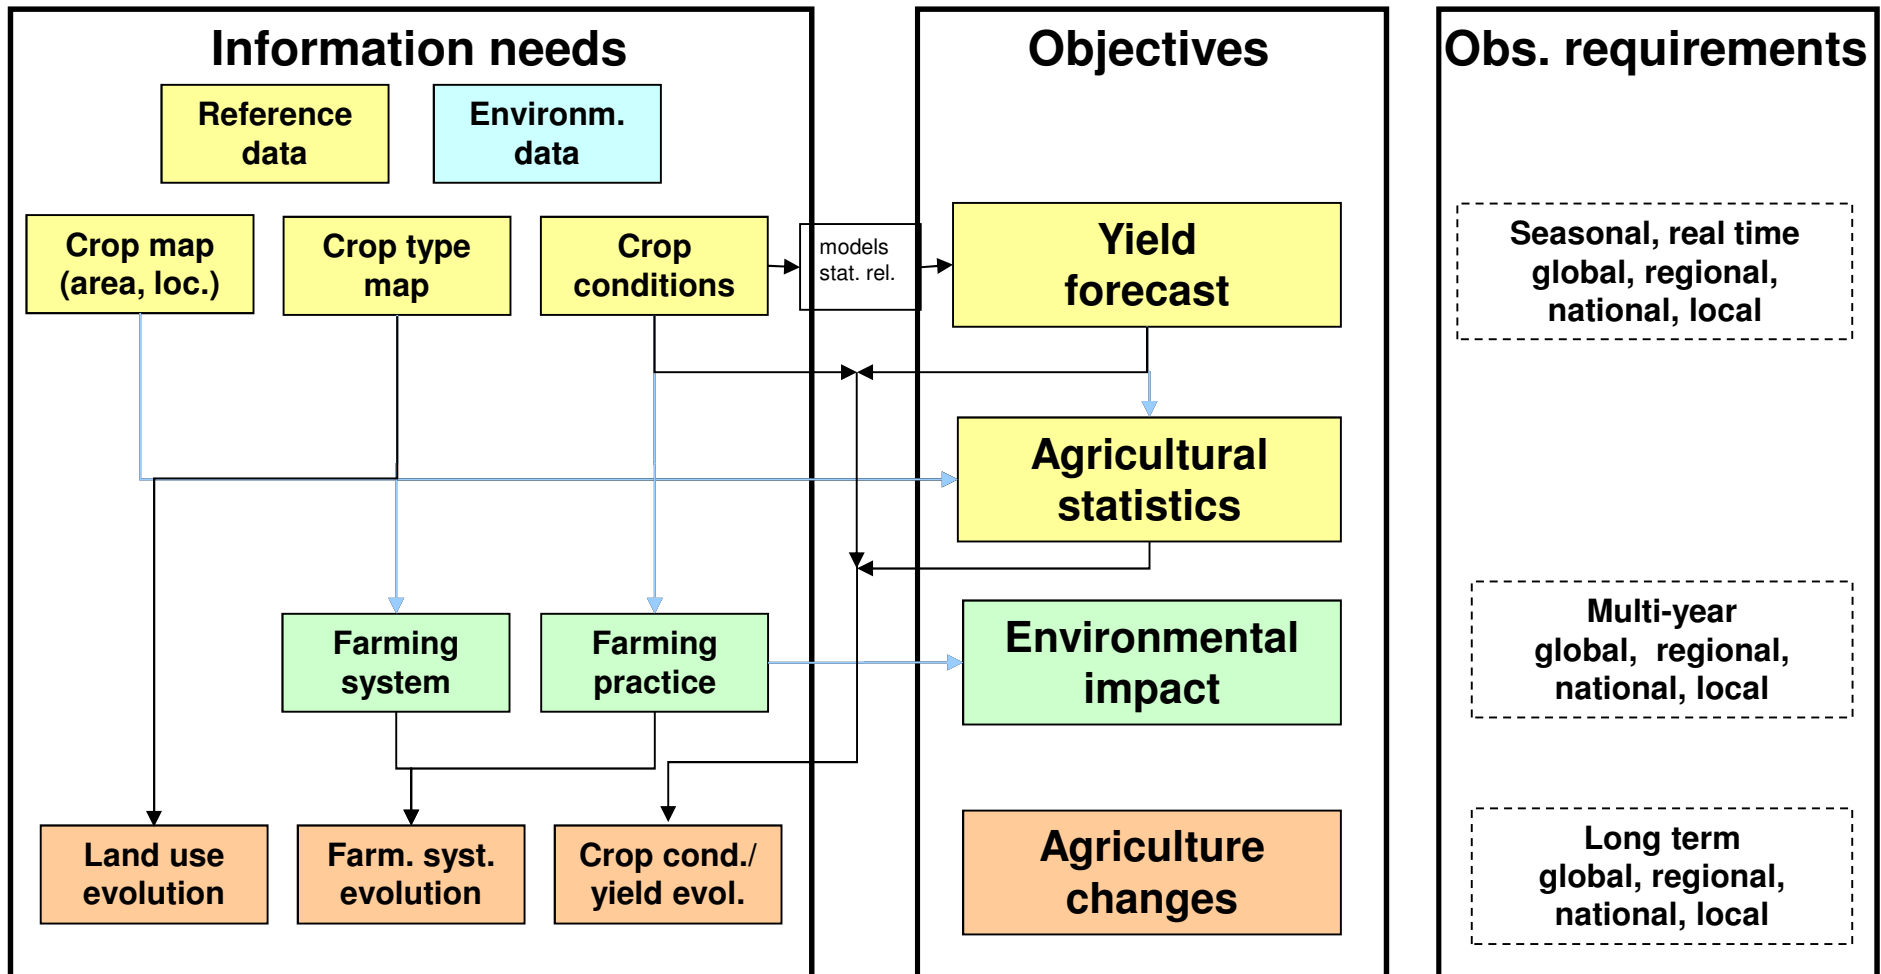 Information needs
Objectives
Obs. requirements
Reference
data
Environm.
data
Crop map
(area, loc.)
Crop type
map
Crop
conditions
models
stat. rel.
Yield
forecast
Seasonal, real time
global, regional,
national, local
Agricultural
statistics
Farming
system
Farming
practice
Environmental
impact
Multi-year
global, regional,
national, local
Land use
evolution
Farm. syst.
evolution
Crop cond./
yield evol.
Agriculture
changes
Long term
global, regional,
national, local